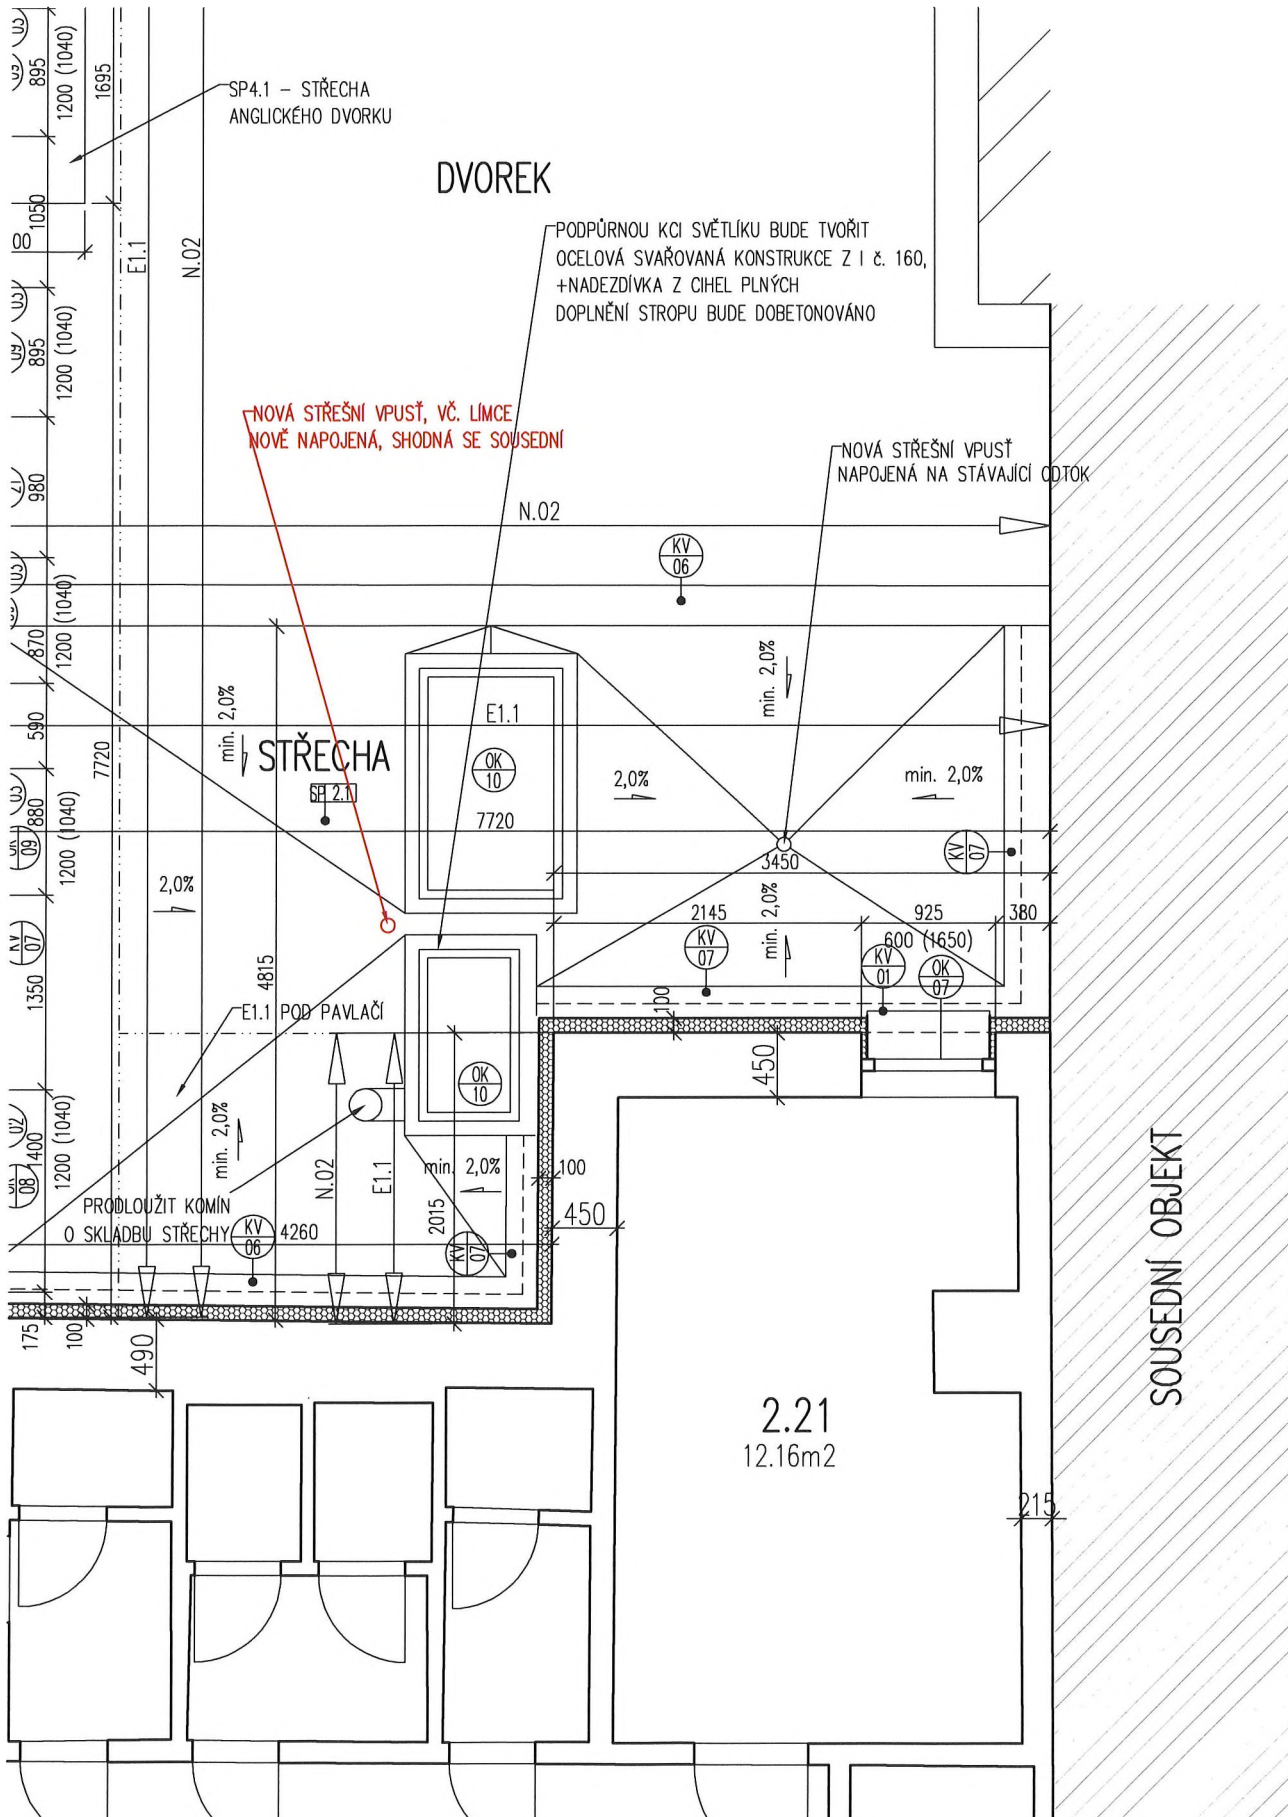 SP4.1 – STŘECHA
ANGLICKÉHO DVORKU
DVOREK
PODPŮRNOU KCI SVĚTLÍKU BUDE TVOŘIT
OCELOVÁ SVAŘOVANÁ KONSTRUKCE Z I č. 160,
+NADEZDÍVKA Z CIHEL PLNÝCH
DOPLNĚNÍ STROPU BUDE DOBETONOVÁNO
NOVÁ STŘEŠNÍ VPUSŤ, VČ. LÍMCE
NOVĚ NAPOJENÁ, SHODNÁ SE SOUSEDNÍ
NOVÁ STŘEŠNÍ VPUSŤ
NAPOJENÁ NA STÁVAJÍCÍ ODTOK
895
1200 (1040)
1695
1050
00
E1.1
N.02
895
1200 (1040)
980
N.02
KV
06
870
1200 (1040)
590
7720
880
1200 (1040)
09
min. 2,0%
STŘECHA
SP 2.1
E1.1
OK
10
7720
2,0%
min. 2,0%
min. 2,0%
KV
07
3450
2,0%
2145
925
380
600 (1650)
min. 2,0%
KV
07
KV
01
OK
07
KV
07
1350
4815
E1.1 POD PAVLAČÍ
100
450
OK
10
02
08
1400
1200 (1040)
min. 2,0%
N.02
E1.1
min. 2,0%
2015
100
450
PRODLOUŽIT KOMÍN
O SKLADBU STŘECHY
KV
06
4260
KV
07
175
100
490
2.21
12.16m2
215
SOUSEDNÍ OBJEKT